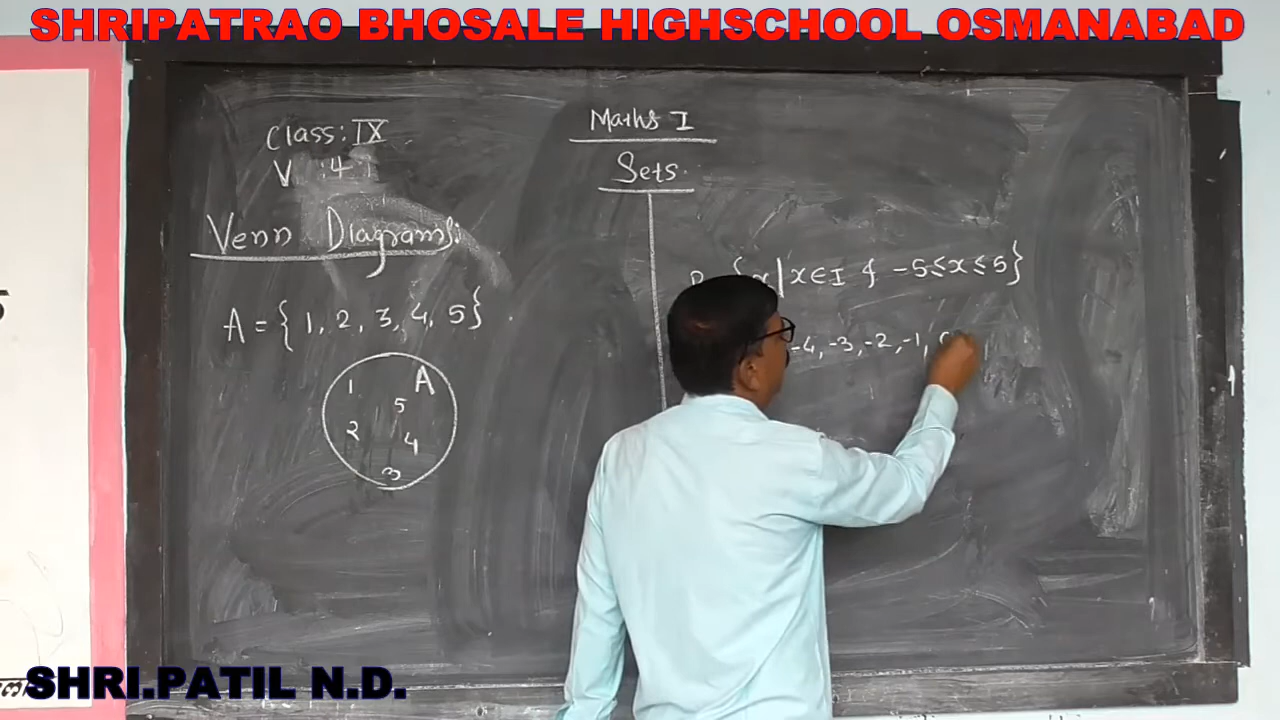 SHRIPATRAO BHOSALE HIGHSCHOOL OSMANABAD
Class: IX
V :4
Venn Diagrams:
A = { 1, 2, 3, 4, 5 }
1 A
5
2 4
3
Maths I
Sets
{x | x ∈ I & -5 ≤ x ≤ 5}
-4, -3, -2, -1,
SHRI.PATIL N.D.